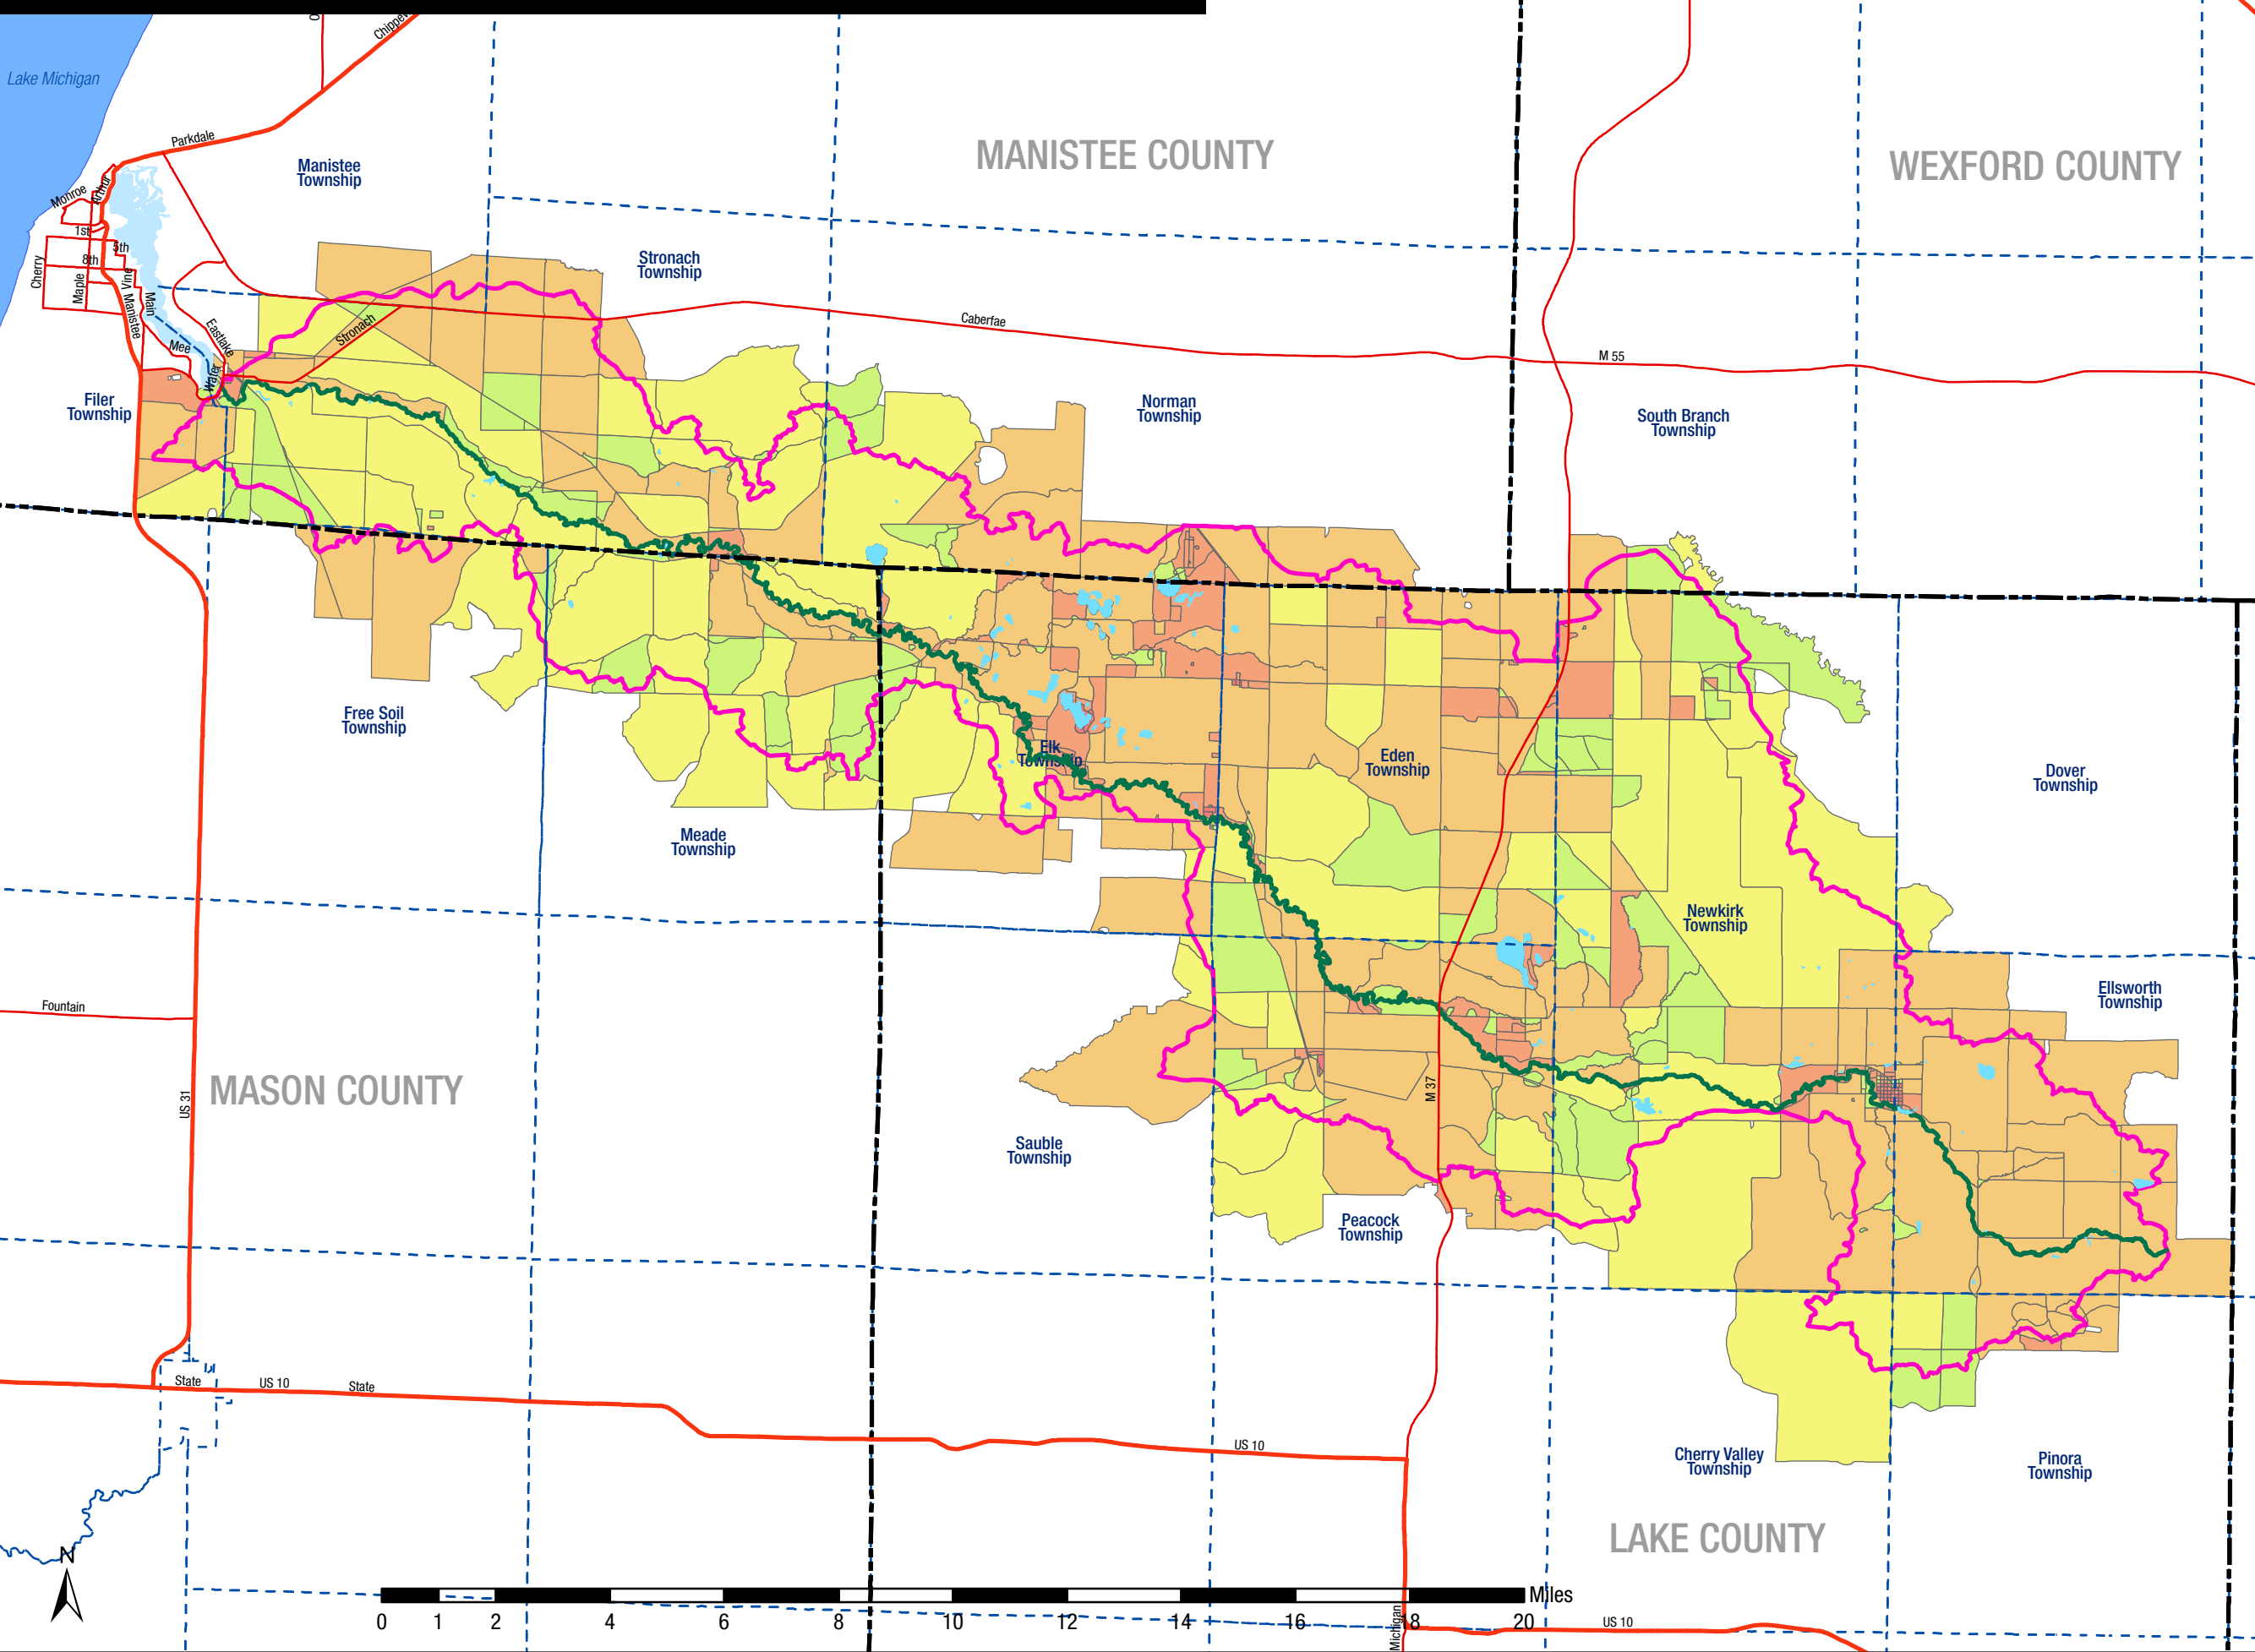 Chippew
Lake Michigan
Parkdale
MANISTEE COUNTY
WEXFORD COUNTY
Manistee
Township
Monroe
Arthur
1st
5th
8th
Cherry
Maple
Vine
Manistee
Main
Mee
Eastlake
Water
Stronach
Stronach
Township
Caberfae
M 55
Filer
Township
Norman
Township
South Branch
Township
Free Soil
Township
Elk
Township
Eden
Township
Dover
Township
Meade
Township
Newkirk
Township
Ellsworth
Township
Fountain
MASON COUNTY
US 31
M 37
Sauble
Township
Peacock
Township
State
US 10
State
US 10
Cherry Valley
Township
Pinora
Township
LAKE COUNTY
N
Miles
0 1 2 4 6 8 10 12 14 16 18 20
Michigan
US 10